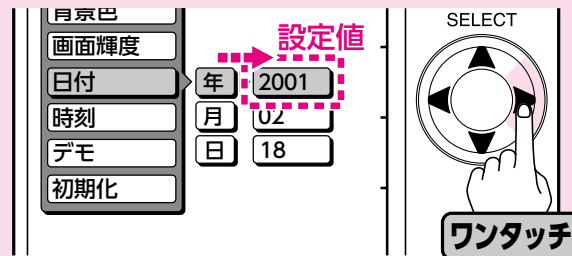 背景色
画面輝度
日付
時刻
デモ
初期化
年
月
日
2001
02
18
設定値
SELECT
ワンタッチ